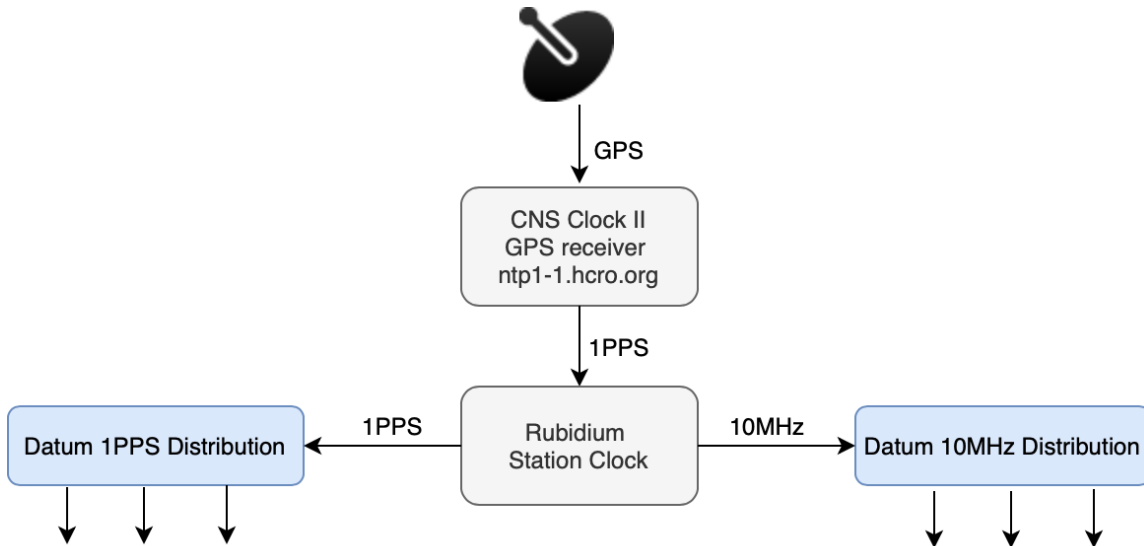 GPS
CNS Clock II
GPS receiver
ntp1-1.hcro.org
1PPS
Datum 1PPS Distribution
1PPS
Rubidium
Station Clock
10MHz
Datum 10MHz Distribution